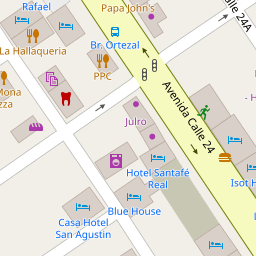 Rafael
Papa John's
Calle 24A
La Hallaqueria
Br. Ortezal
PPC
Mona
zza
Avenida Calle 24
Julro
- H
Hotel Santafé
Real
Isot H
Blue House
Casa Hotel
San Agustin